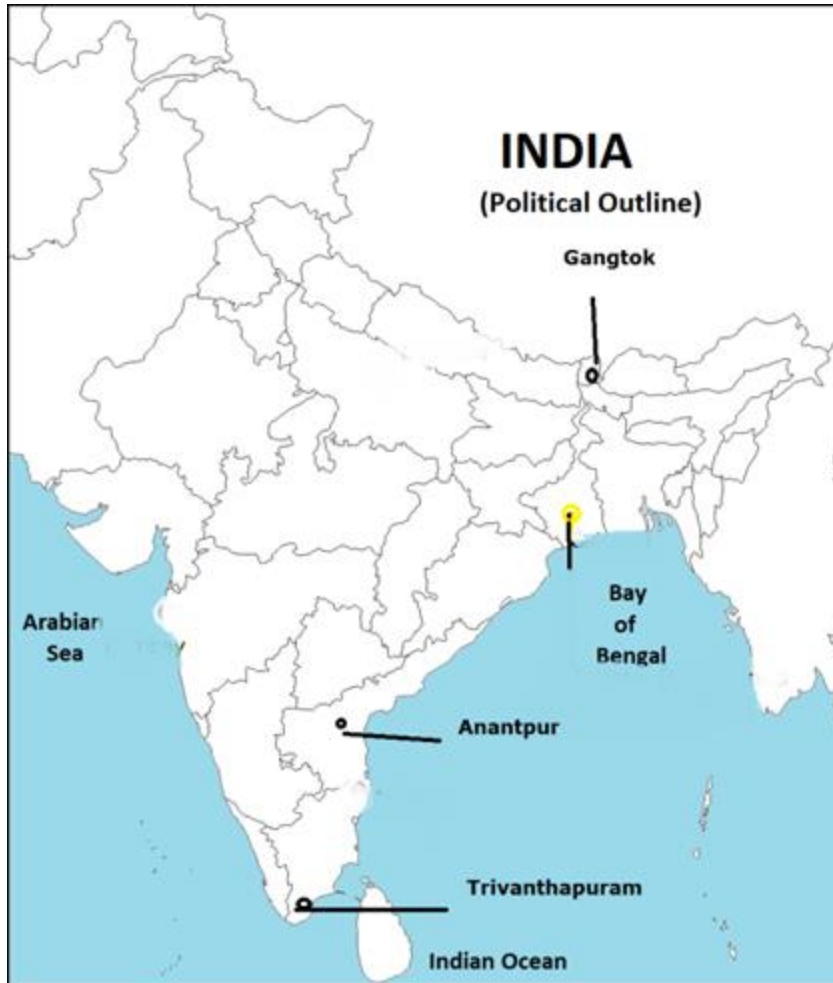 INDIA
(Political Outline)
Gangtok
Arabian
Sea
Bay
of
Bengal
Anantpur
Trivanthapuram
Indian Ocean